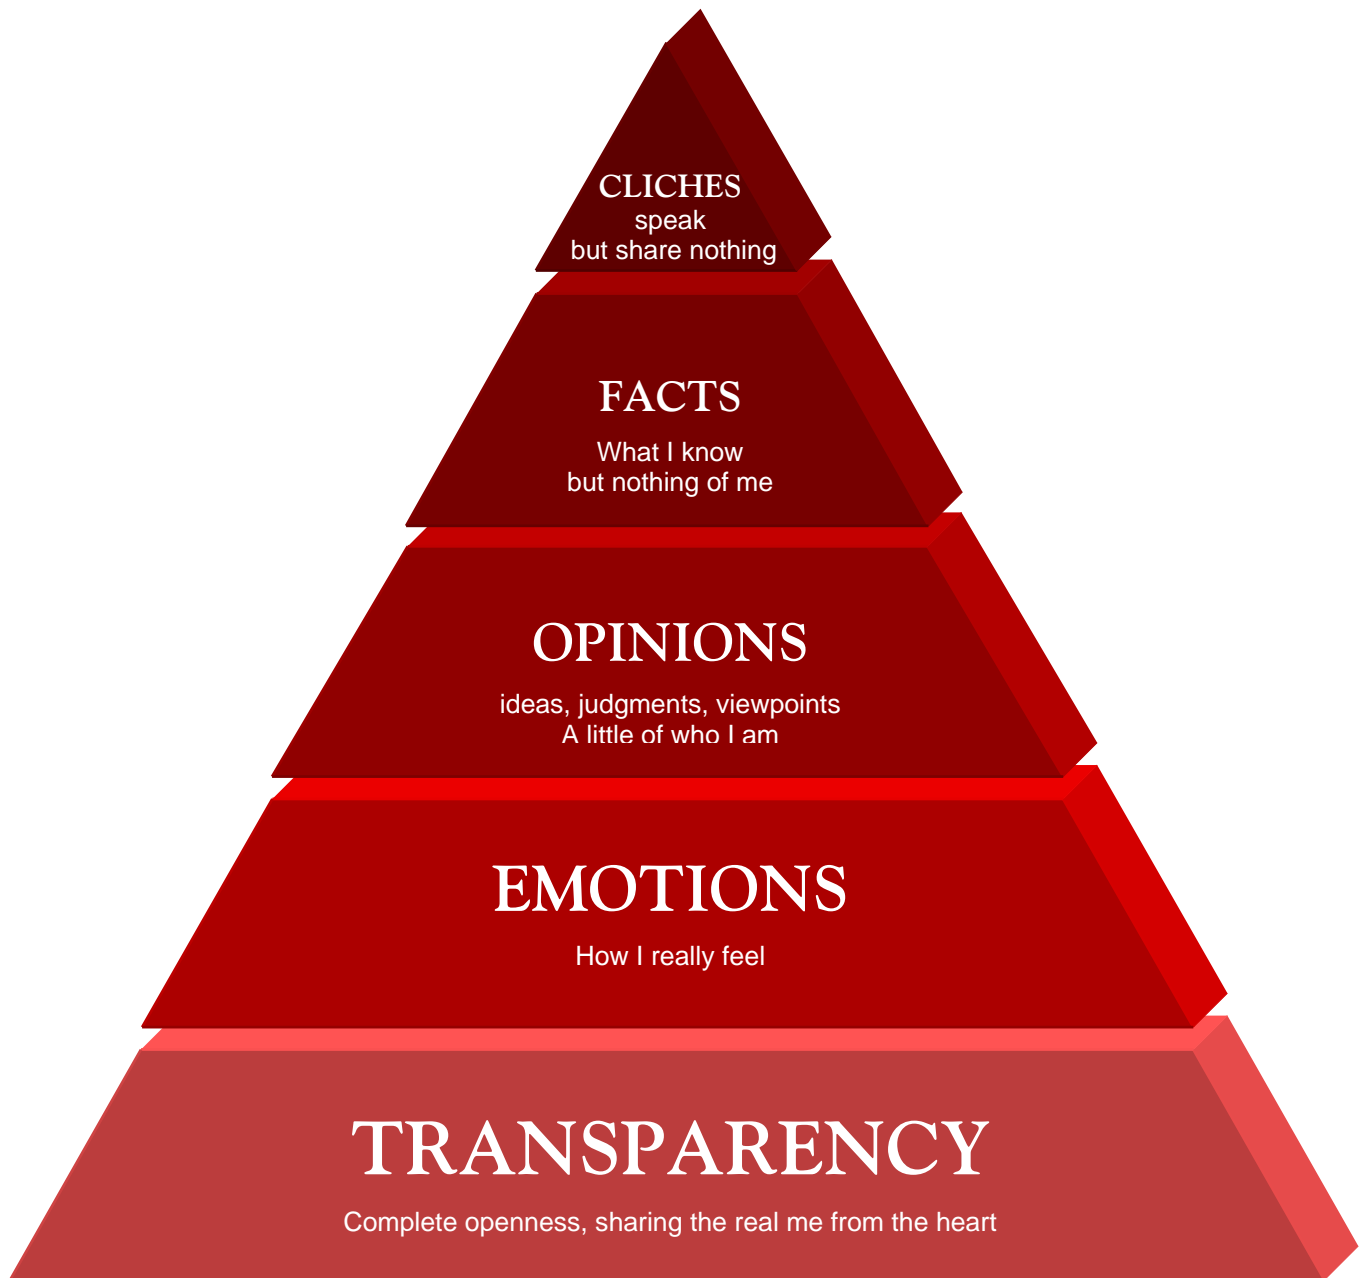 CLICHES
speak
but share nothing
FACTS
What I know
but nothing of me
OPINIONS
ideas, judgments, viewpoints
A little of who I am
EMOTIONS
How I really feel
TRANSPARENCY
Complete openness, sharing the real me from the heart